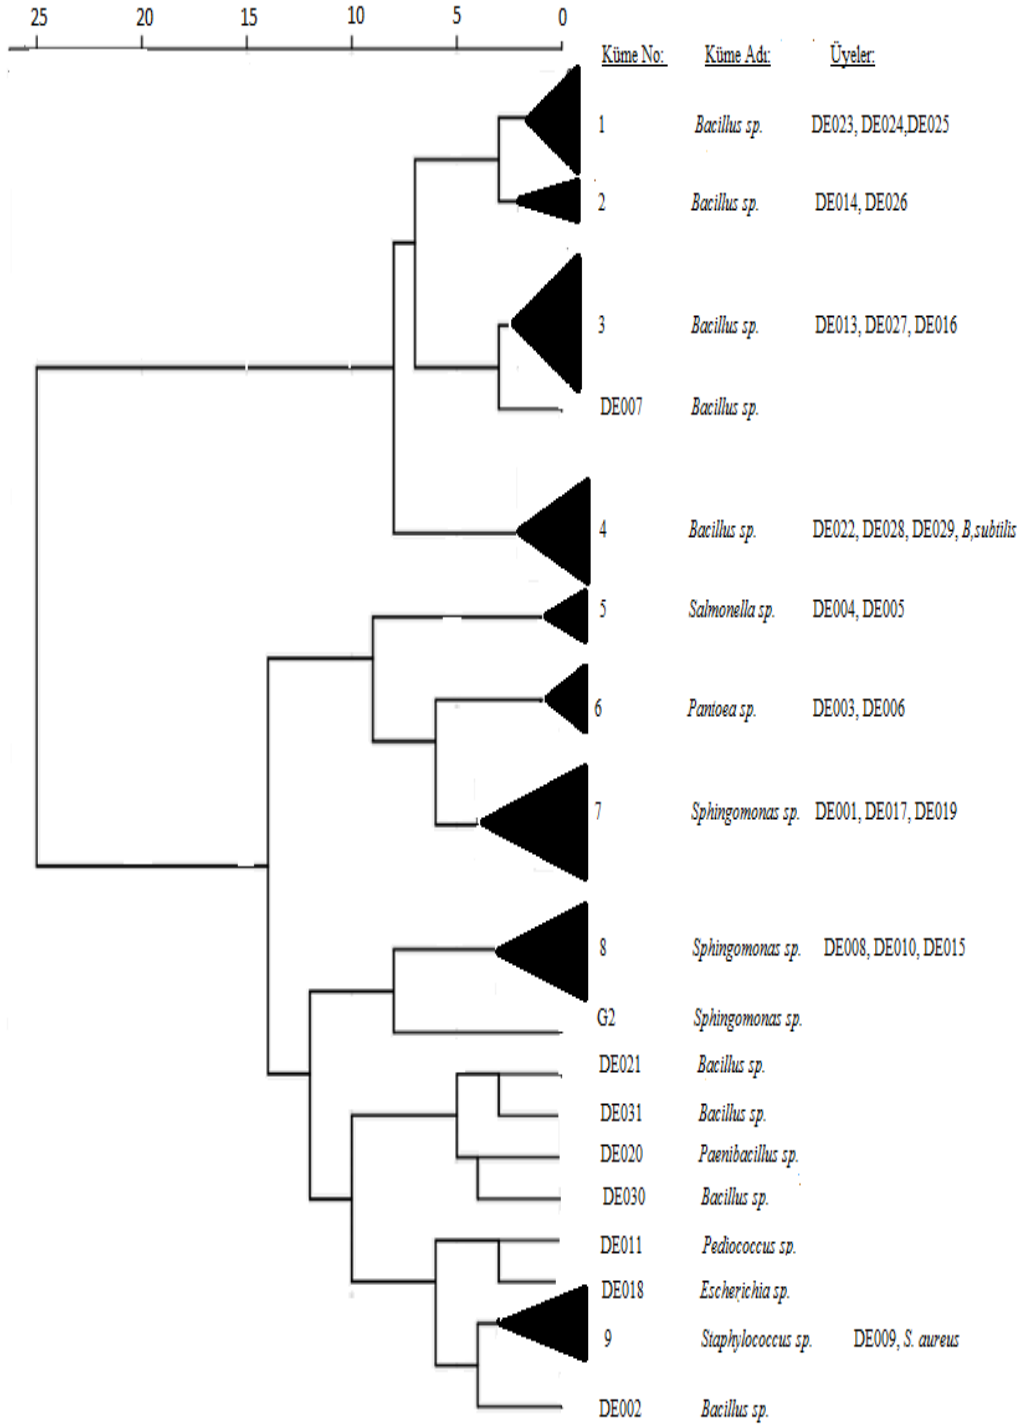 25 20 15 10 5 0
Küme No: Küme Adı: Üyeler:
1 Bacillus sp. DE023, DE024,DE025
2 Bacillus sp. DE014, DE026
3 Bacillus sp. DE013, DE027, DE016
DE007 Bacillus sp.
4 Bacillus sp. DE022, DE028, DE029, B,subtilis
5 Salmonella sp. DE004, DE005
6 Pantoea sp. DE003, DE006
7 Sphingomonas sp. DE001, DE017, DE019
8 Sphingomonas sp. DE008, DE010, DE015
G2 Sphingomonas sp.
DE021 Bacillus sp.
DE031 Bacillus sp.
DE020 Paenibacillus sp.
DE030 Bacillus sp.
DE011 Pediococcus sp.
DE018 Escherichia sp.
9 Staphylococcus sp. DE009, S. aureus
DE002 Bacillus sp.